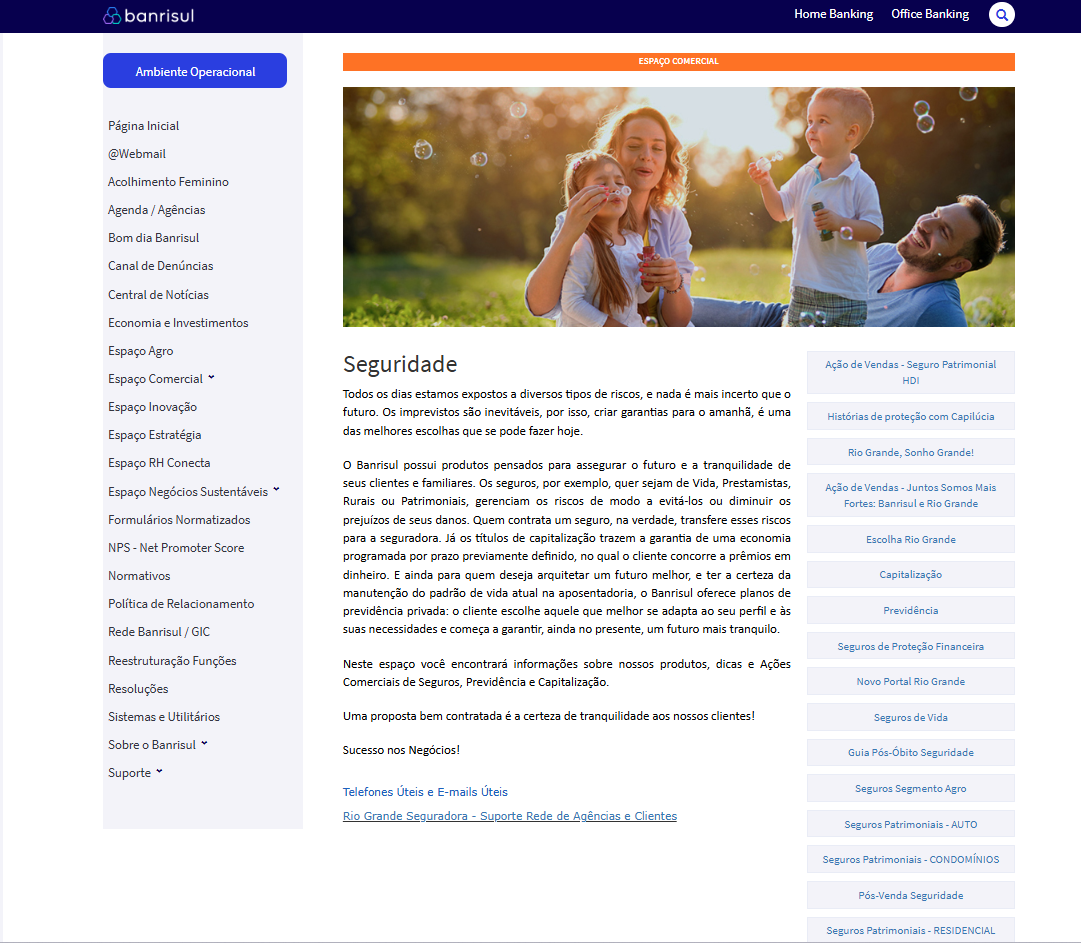 banrisul
Home Banking
Office Banking
Ambiente Operacional
Página Inicial
@Webmail
Acolhimento Feminino
Agenda / Agências
Bom dia Banrisul
Canal de Denúncias
Central de Notícias
Economia e Investimentos
Espaço Agro
Espaço Comercial
Espaço Inovação
Espaço Estratégia
Espaço RH Conecta
Espaço Negócios Sustentáveis
Formulários Normatizados
NPS - Net Promoter Score
Normativos
Política de Relacionamento
Rede Banrisul / GIC
Reestruturação Funções
Resoluções
Sistemas e Utilitários
Sobre o Banrisul
Suporte
ESPAÇO COMERCIAL
Seguridade
Todos os dias estamos expostos a diversos tipos de riscos, e nada é mais incerto que o
futuro. Os imprevistos são inevitáveis, por isso, criar garantias para o amanhã, é uma
das melhores escolhas que se pode fazer hoje.
O Banrisul possui produtos pensados para assegurar o futuro e a tranquilidade de
seus clientes e familiares. Os seguros, por exemplo, quer sejam de Vida, Prestamistas,
Rurais ou Patrimoniais, gerenciam os riscos de modo a evitá-los ou diminuir os
prejuízos de seus danos. Quem contrata um seguro, na verdade, transfere esses riscos
para a seguradora. Já os títulos de capitalização trazem a garantia de uma economia
programada por prazo previamente definido, no qual o cliente concorre a prêmios em
dinheiro. E ainda para quem deseja arquitetar um futuro melhor, e ter a certeza da
manutenção do padrão de vida atual na aposentadoria, o Banrisul oferece planos de
previdência privada: o cliente escolhe aquele que melhor se adapta ao seu perfil e às
suas necessidades e começa a garantir, ainda no presente, um futuro mais tranquilo.
Neste espaço você encontrará informações sobre nossos produtos, dicas e Ações
Comerciais de Seguros, Previdência e Capitalização.
Uma proposta bem contratada é a certeza de tranquilidade aos nossos clientes!
Sucesso nos Negócios!
Telefones Úteis e E-mails Úteis
Rio Grande Seguradora - Suporte Rede de Agências e Clientes
Ação de Vendas - Seguro Patrimonial
HDI
Histórias de proteção com Capilúcia
Rio Grande, Sonho Grande!
Ação de Vendas - Juntos Somos Mais
Fortes: Banrisul e Rio Grande
Escolha Rio Grande
Capitalização
Previdência
Seguros de Proteção Financeira
Novo Portal Rio Grande
Seguros de Vida
Guia Pós-Óbito Seguridade
Seguros Segmento Agro
Seguros Patrimoniais - AUTO
Seguros Patrimoniais - CONDOMÍNIOS
Pós-Venda Seguridade
Seguros Patrimoniais - RESIDENCIAL